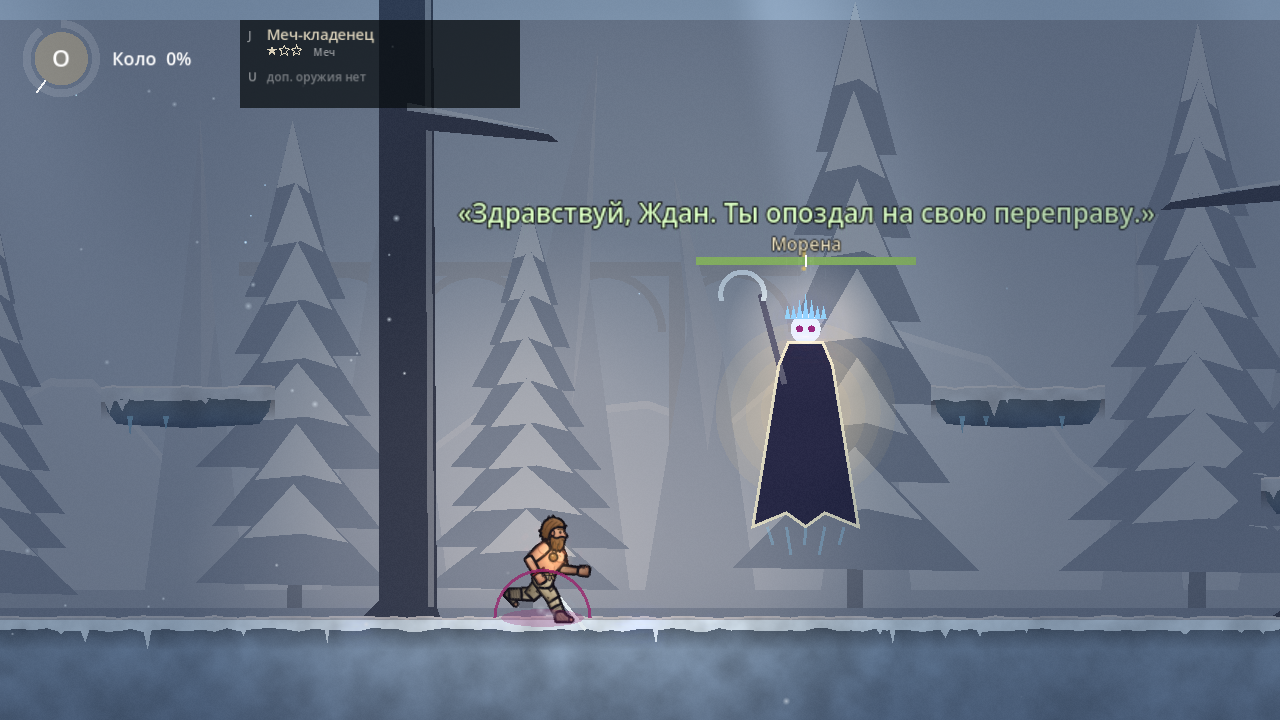 O
Коло 0%
J Меч-кладенец
Меч
U доп. оружия нет
«Здравствуй, Ждан. Ты опоздал на свою переправу.»
Морена